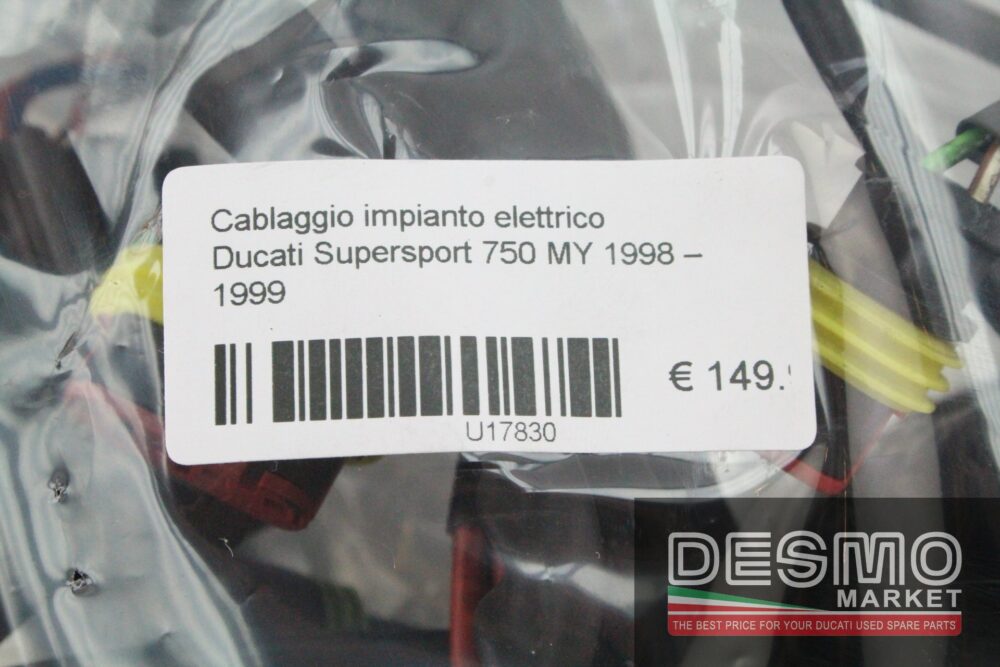 Cablaggio impianto elettrico
Ducati Supersport 750 MY 1998 –
1999
€ 149.
U17830
DESMO
MARKET
THE BEST PRICE FOR YOUR DUCATI USED SPARE PARTS